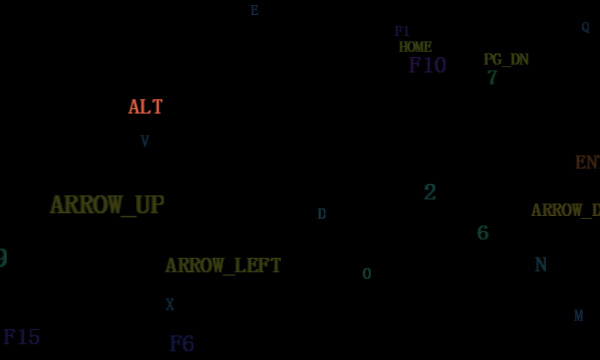 E
Q
F1
HOME
PG_DN
F10
7
ALT
V
ENT
2
ARROW_UP
ARROW_D
D
6
9
ARROW_LEFT
N
O
X
M
F15
F6